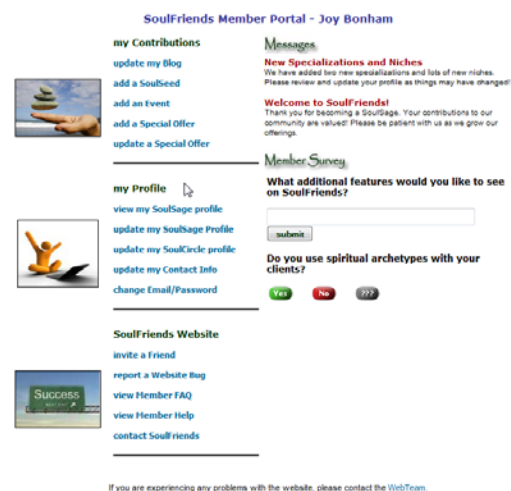 SoulFriends Member Portal - Joy Bonham
my Contributions
update my Blog
add a SoulSeed
add an Event
add a Special Offer
update a Special Offer
my Profile
view my SoulSage profile
update my SoulSage Profile
update my SoulCircle profile
update my Contact Info
change Email/Password
SoulFriends Website
invite a Friend
report a Website Bug
view Member FAQ
view Member Help
contact SoulFriends
Success
Messages
New Specializations and Niches
We have added two new specializations and lots of new niches.
Please review and update your profile as things may have changed!
Welcome to SoulFriends!
Thank you for becoming a SoulSage. Your contributions to our
community are valued! Please be patient with us as we grow our
offerings.
Member Survey
What additional features would you like to see
on SoulFriends?
submit
Do you use spiritual archetypes with your
clients?
Yes No ???
If you are experiencing any problems with the website, please contact the WebTeam.